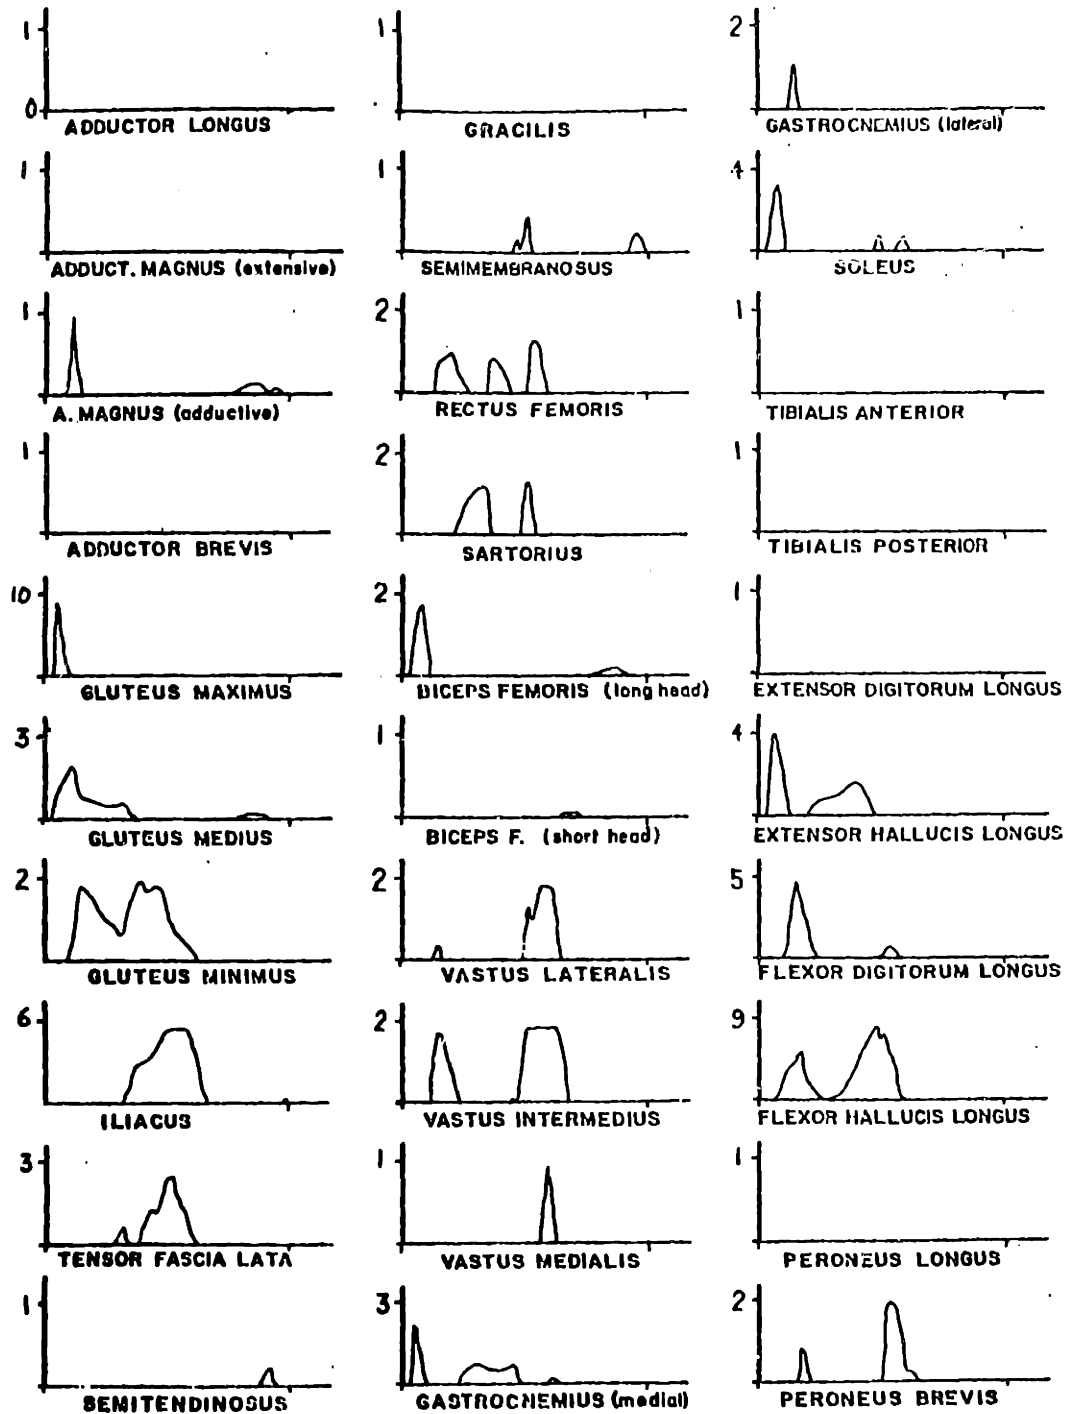 1
0
ADDUCTOR LONGUS
1
GRACILIS
2
GASTROCNEMIUS (lateral)
1
ADDUCT. MAGNUS (extensive)
1
SEMIMEMBRANOSUS
4
SOLEUS
1
A. MAGNUS (adductive)
2
RECTUS FEMORIS
1
TIBIALIS ANTERIOR
1
ADDUCTOR BREVIS
2
SARTORIUS
1
TIBIALIS POSTERIOR
10
GLUTEUS MAXIMUS
2
BICEPS FEMORIS (long head)
1
EXTENSOR DIGITORUM LONGUS
3
GLUTEUS MEDIUS
1
BICEPS F. (short head)
4
EXTENSOR HALLUCIS LONGUS
2
GLUTEUS MINIMUS
2
VASTUS LATERALIS
5
FLEXOR DIGITORUM LONGUS
6
ILIACUS
2
VASTUS INTERMEDIUS
9
FLEXOR HALLUCIS LONGUS
3
TENSOR FASCIA LATA
1
VASTUS MEDIALIS
1
PERONEUS LONGUS
1
SEMITENDINOSUS
3
GASTROCNEMIUS (medial)
2
PERONEUS BREVIS